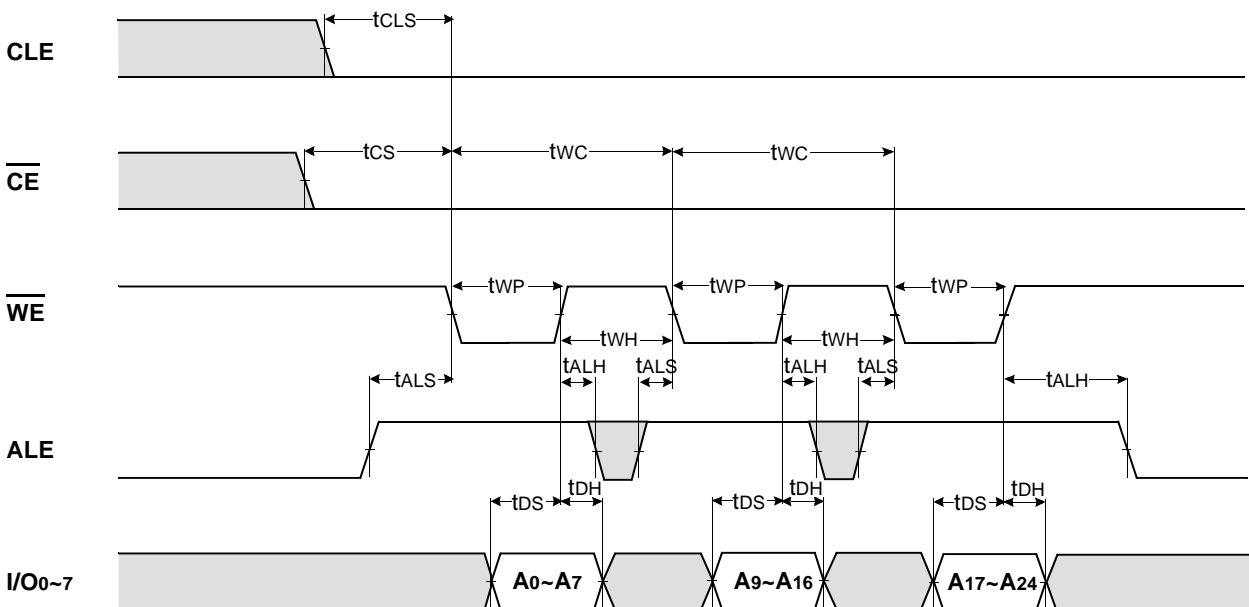 tCLS
CLE
tCS tWC tWC
CE
tWP tWP tWP
WE
tWH tWH
tALH tALS tALH tALS
tALS tALH
ALE
tDS tDH tDS tDH tDS tDH
I/O0~7 A0~A7 A9~A16 A17~A24